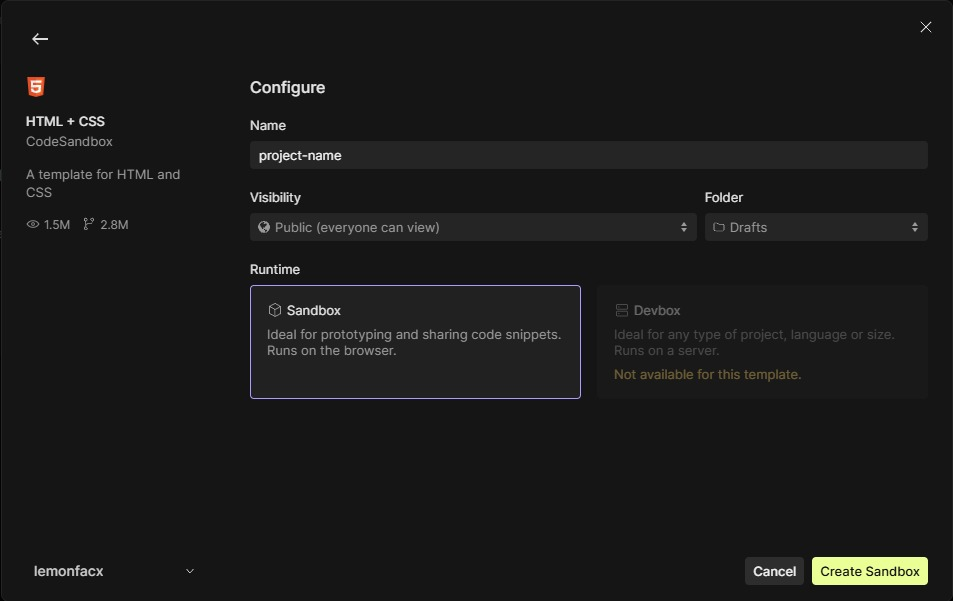 HTML + CSS
CodeSandbox
A template for HTML and
CSS
1.5M 2.8M
Configure
Name
project-name
Visibility
Folder
Public (everyone can view)
Drafts
Runtime
Sandbox
Ideal for prototyping and sharing code snippets.
Runs on the browser.
Devbox
Ideal for any type of project, language or size.
Runs on a server.
Not available for this template.
lemonfacx
Cancel
Create Sandbox